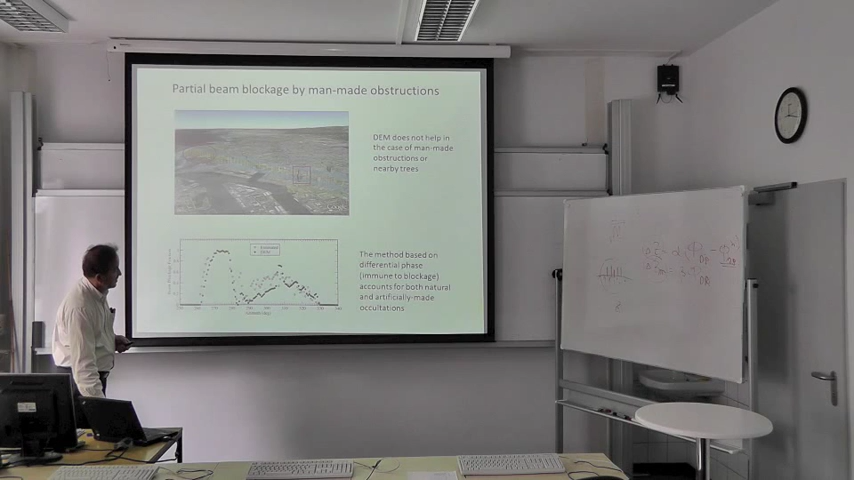 Partial beam blockage by man-made obstructions
DEM does not help in
the case of man-made
obstructions or
nearby trees
The method based on
differential phase
(immune to blockage)
accounts for both natural
and artificially-made
occultations